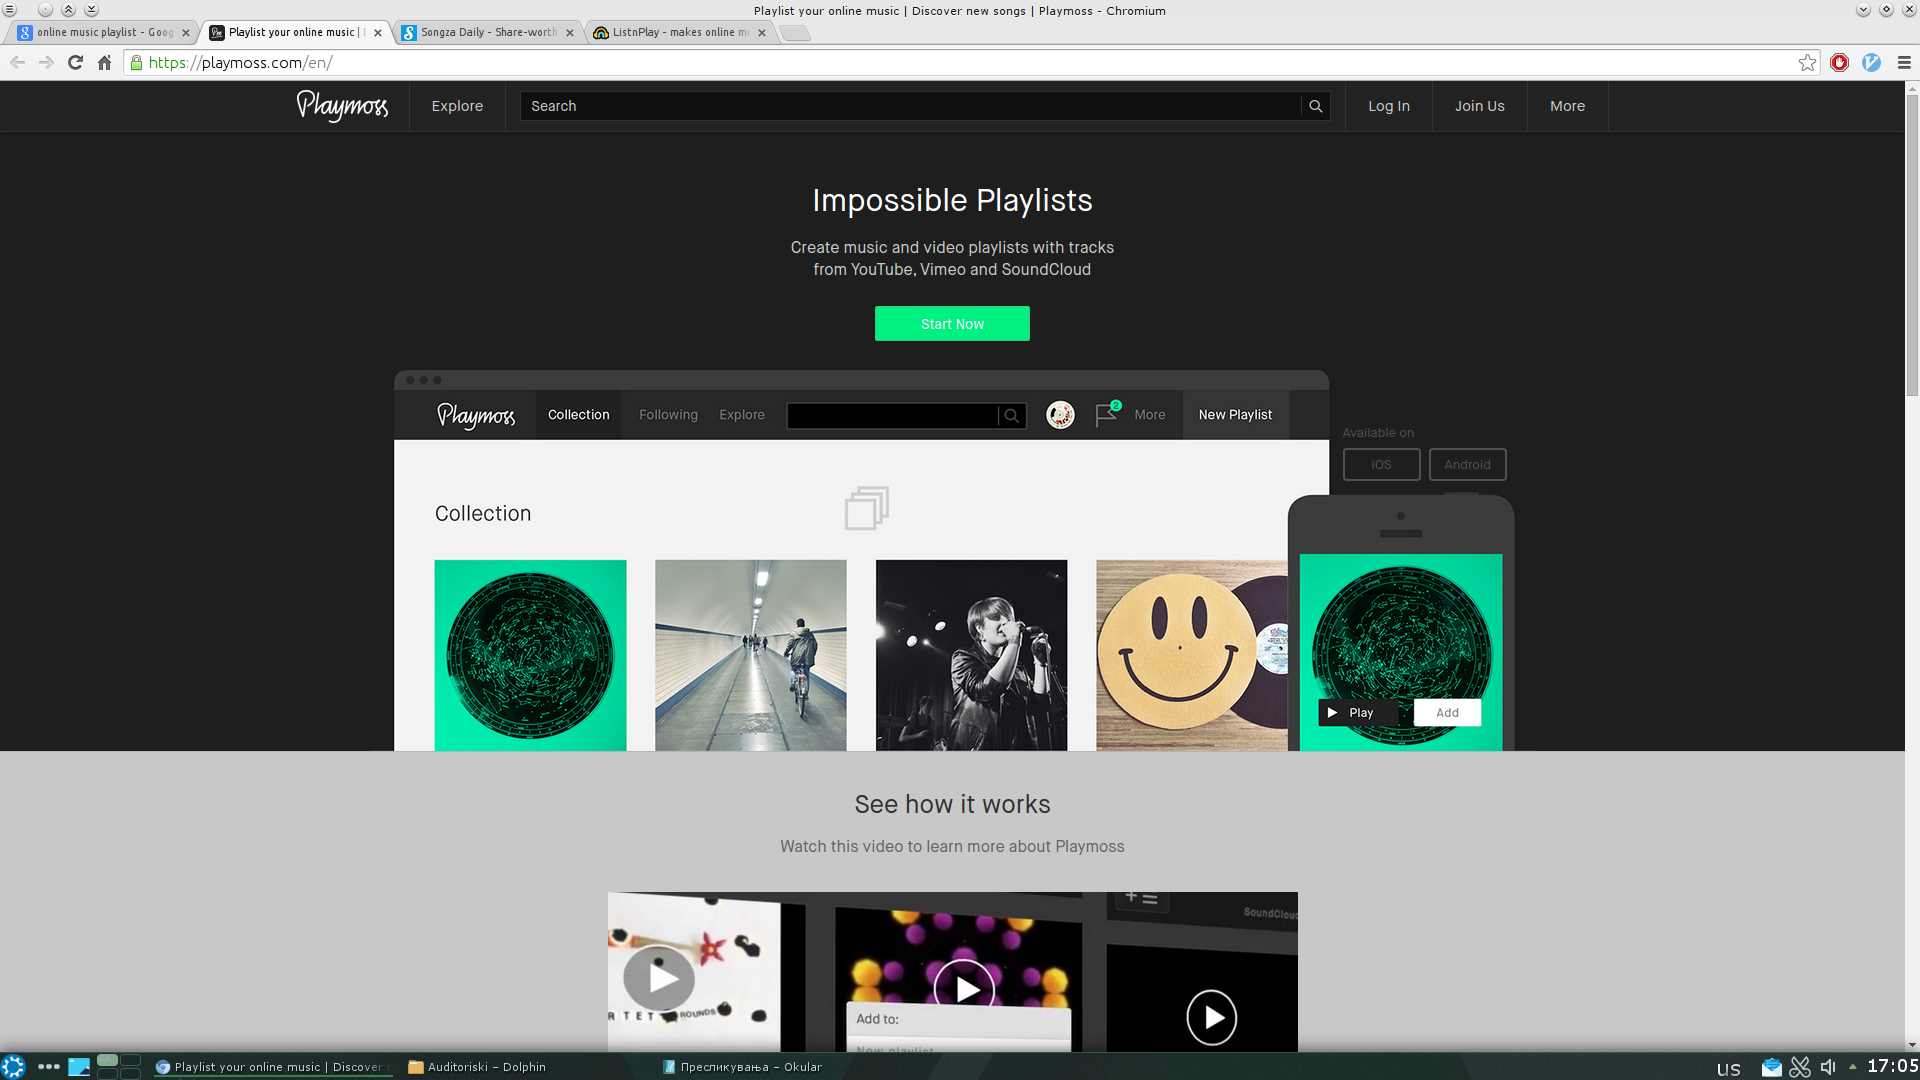 Playlist your online music | Discover new songs | Playmoss - Chromium
online music playlist - Goog
Playlist your online music |
Songza Daily - Share-worth
ListnPlay - makes online m
https://playmoss.com/en/
Playmoss
Explore
Search
Log In
Join Us
More
Impossible Playlists
Create music and video playlists with tracks
from YouTube, Vimeo and SoundCloud
Start Now
Playmoss
Collection
Following
Explore
2
More
New Playlist
Available on
iOS
Android
Collection
Play
Add
See how it works
Watch this video to learn more about Playmoss
SoundCloud
RTET
ROUNDS
Add to:
New playlist
Playlist your online music | Discover
Auditoriski – Dolphin
Пресликувања – Okular
us
17:05